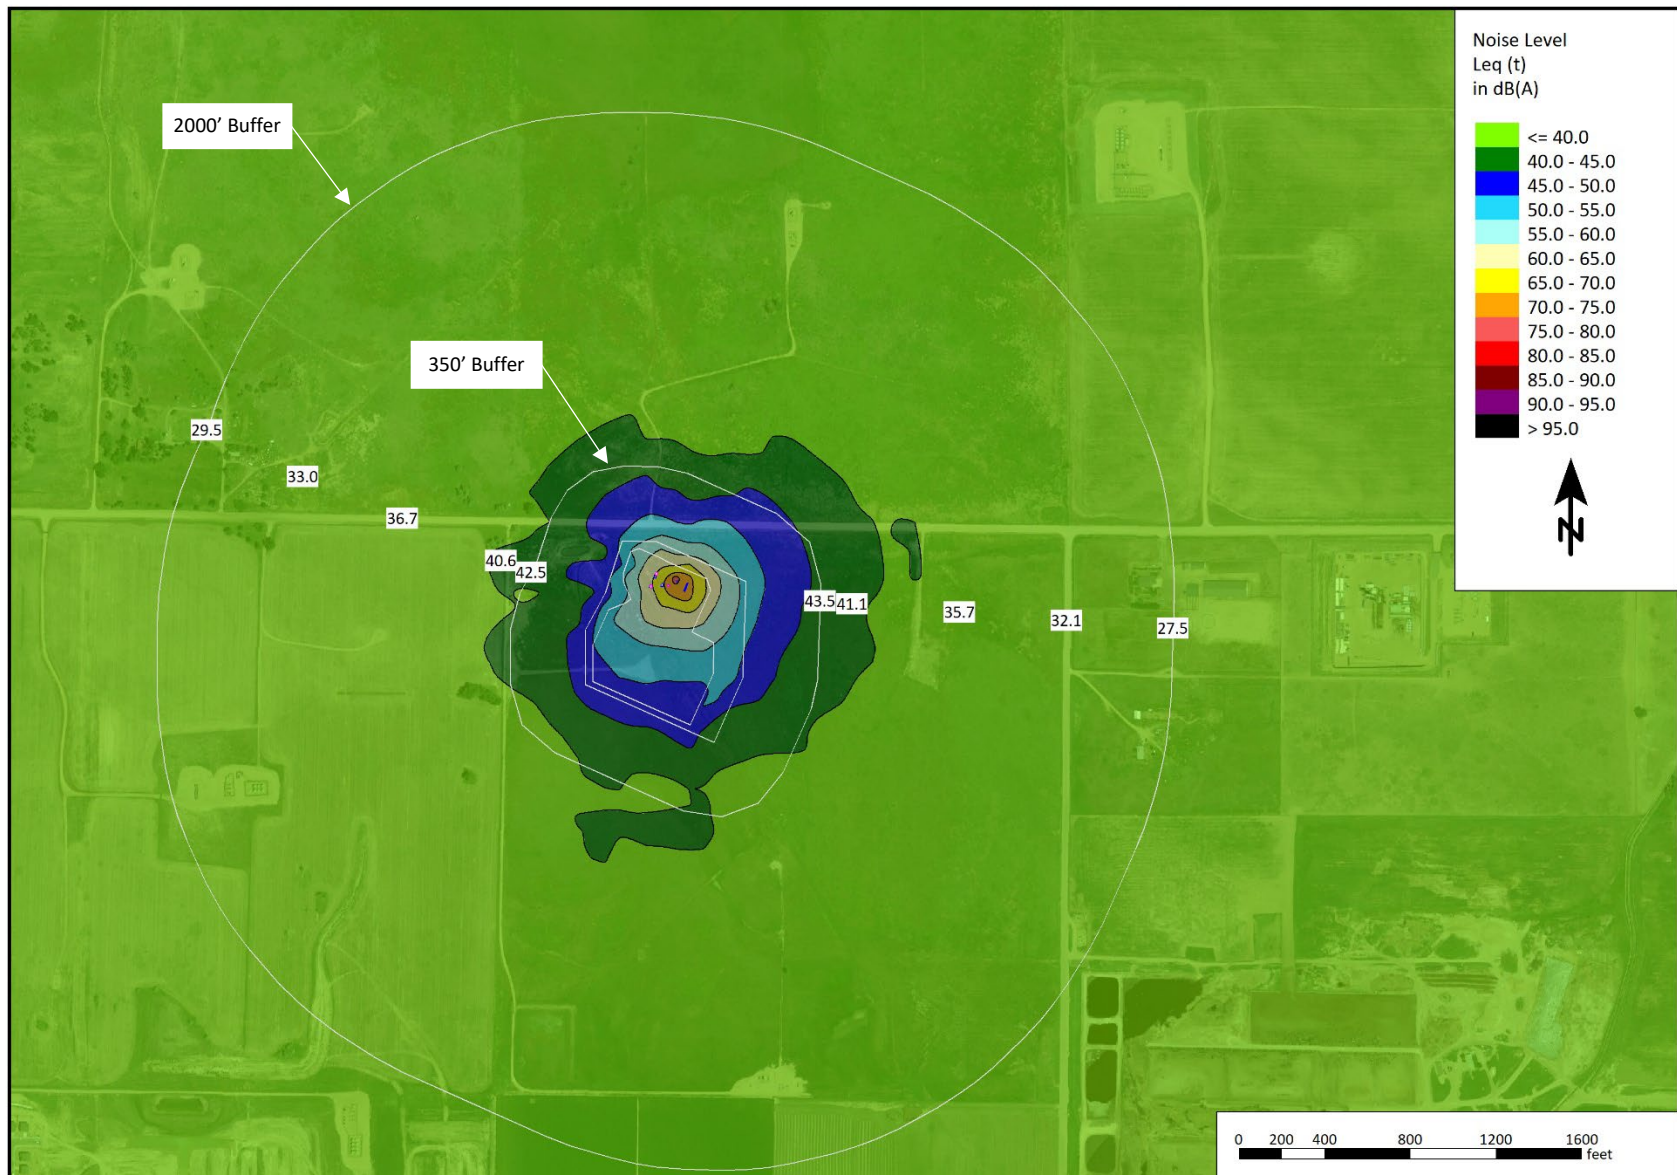 Noise Level
Leq (t)
in dB(A)
<= 40.0
40.0 - 45.0
45.0 - 50.0
50.0 - 55.0
55.0 - 60.0
60.0 - 65.0
65.0 - 70.0
70.0 - 75.0
75.0 - 80.0
80.0 - 85.0
85.0 - 90.0
90.0 - 95.0
> 95.0
N
2000’ Buffer
350’ Buffer
29.5
33.0
36.7
40.6
42.5
43.5 41.1
35.7
32.1
27.5
0 200 400 800 1200 1600
feet